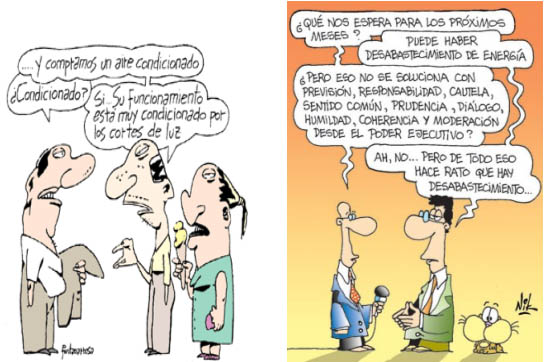 .....y compramos un aire condicionado
¿Condicionado?
Si...Su funcionamiento
está muy condicionado por
los cortes de luz
Fontanarrosa
¿QUÉ NOS ESPERA PARA LOS PRÓXIMOS
MESES?
PUEDE HABER
DESABASTECIMIENTO DE ENERGÍA
¿PERO ESO NO SE SOLUCIONA CON
PREVISIÓN, RESPONSABILIDAD, CAUTELA,
SENTIDO COMÚN, PRUDENCIA, DIÁLOGO,
HUMILDAD, COHERENCIA Y MODERACIÓN
DESDE EL PODER EJECUTIVO?
AH, NO... PERO DE TODO ESO
HACE RATO QUE HAY
DESABASTECIMIENTO...
Nik